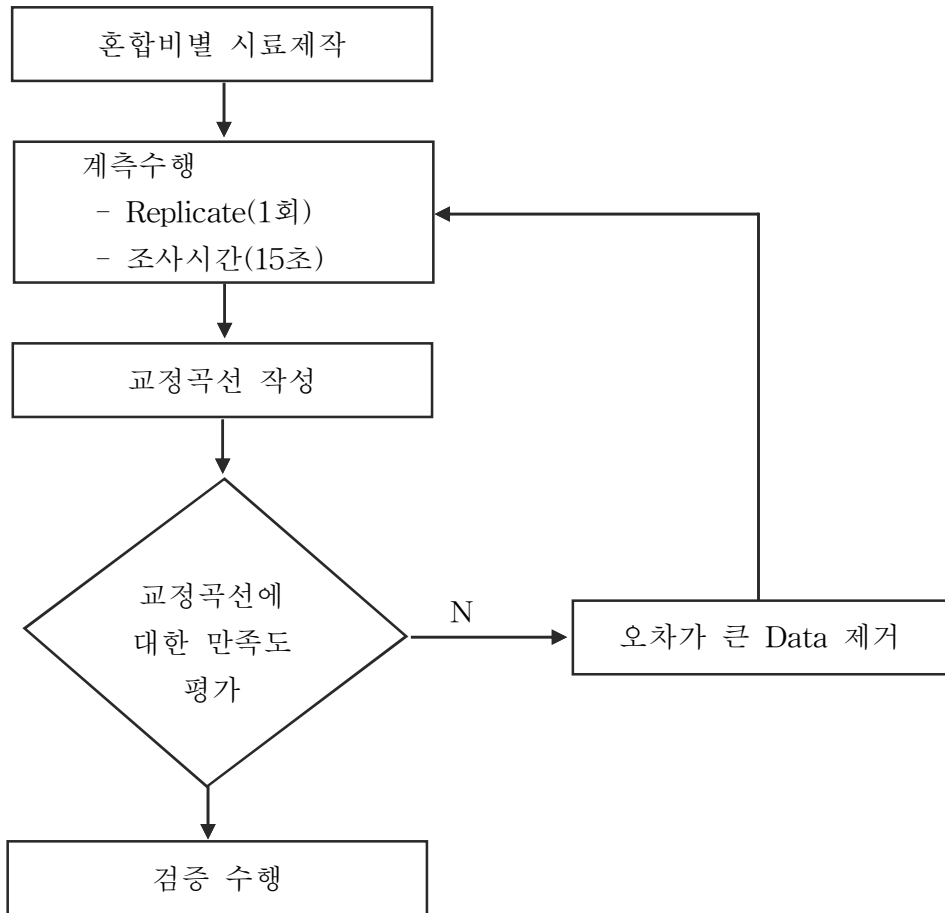 혼합비별 시료제작
계측수행
- Replicate(1회)
- 조사시간(15초)
교정곡선 작성
교정곡선에
대한 만족도
평가
N
오차가 큰 Data 제거
검증 수행